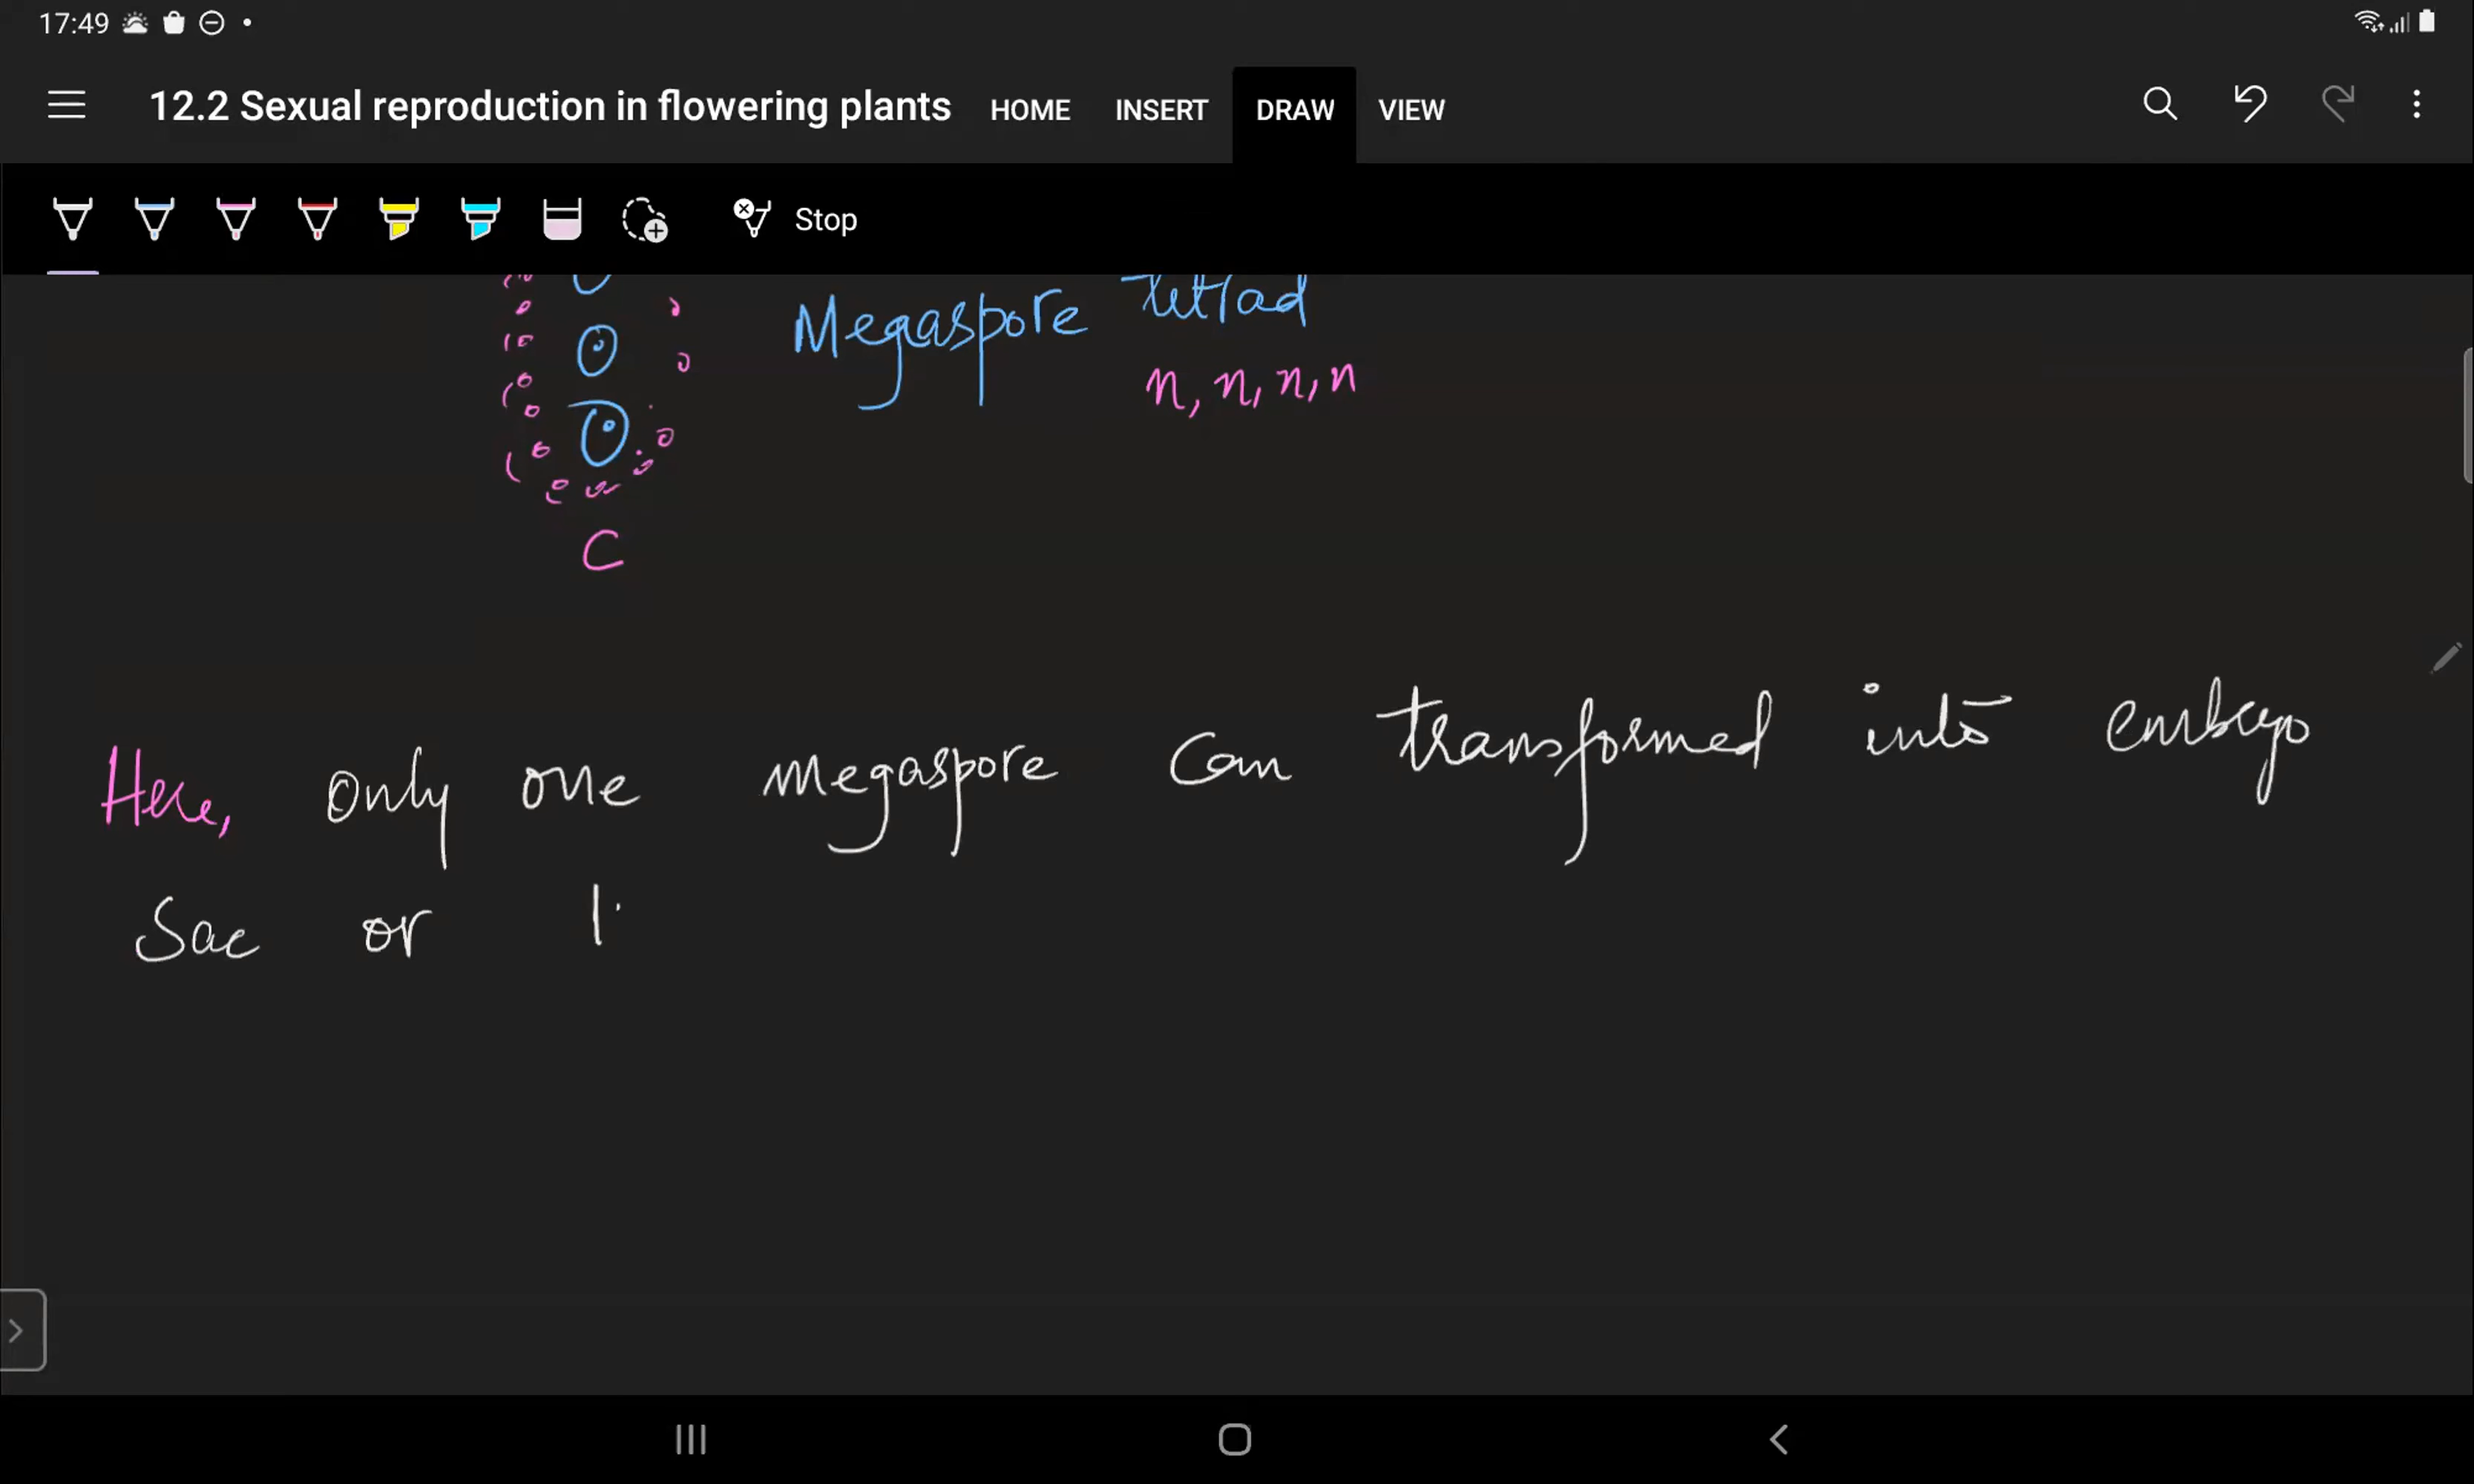 17:49
12.2 Sexual reproduction in flowering plants HOME INSERT DRAW VIEW
Stop
Megaspore tetrad
n, n, n, n
C
Here, Only one megaspore Can transformed into embryo
Sac or